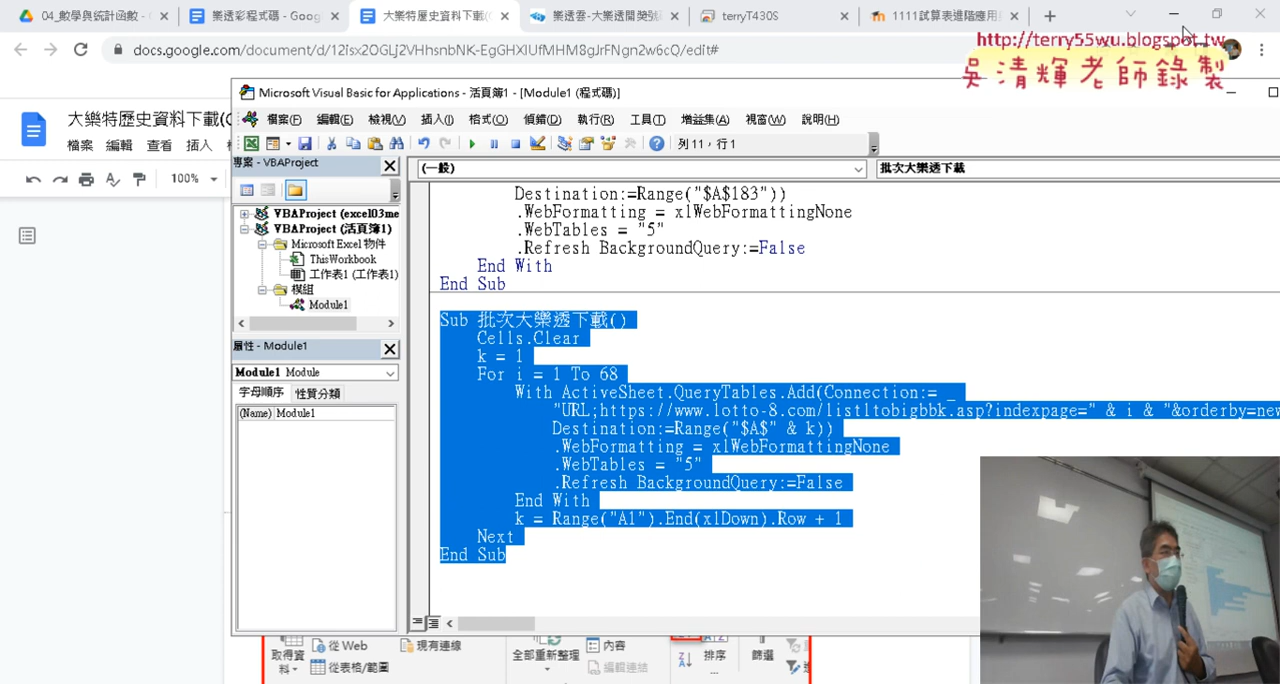 04_數學與統計函數 - G
樂透彩程式碼 - Goog
大樂特歷史資料下載(
樂透雲-大樂透開獎號
terryT430S
1111試算表進階應用
docs.google.com/document/d/12isx2OGLj2VHhsnbNK-EgGHXIUfMHM8gJrFNgn2w6cQ/edit#
http://terry55wu.blogspot.tw
吳清輝老師錄製
大樂特歷史資料下載(
檔案 編輯 查看 插入
100%
Microsoft Visual Basic for Applications - 活頁簿1 - [Module1 (程式碼)]
檔案(F) 編輯(E) 檢視(V) 插入(I) 格式(O) 偵錯(D) 執行(R) 工具(T) 增益集(A) 視窗(W) 說明(H)
列 11，行 1
專案 - VBAProject
(一般)
批次大樂透下載
VBAProject (excel03me
VBAProject (活頁簿1)
Microsoft Excel 物件
ThisWorkbook
工作表1 (工作表1)
模組
Module1
屬性 - Module1
Module1 Module
字母順序 性質分類
(Name) Module1
Destination:=Range("$A$183"))
.WebFormatting = xlWebFormattingNone
.WebTables = "5"
.Refresh BackgroundQuery:=False
End With
End Sub
Sub 批次大樂透下載()
Cells.Clear
k = 1
For i = 1 To 68
With ActiveSheet.QueryTables.Add(Connection:= _
"URL;https://www.lotto-8.com/listltobigbbk.asp?indexpage=" & i & "&orderby=new
Destination:=Range("$A$" & k))
.WebFormatting = xlWebFormattingNone
.WebTables = "5"
.Refresh BackgroundQuery:=False
End With
k = Range("A1").End(xlDown).Row + 1
Next
End Sub
取得資料
從 Web
從表格/範圍
現有連線
全部重新整理
內容
編輯連結
排序
篩選